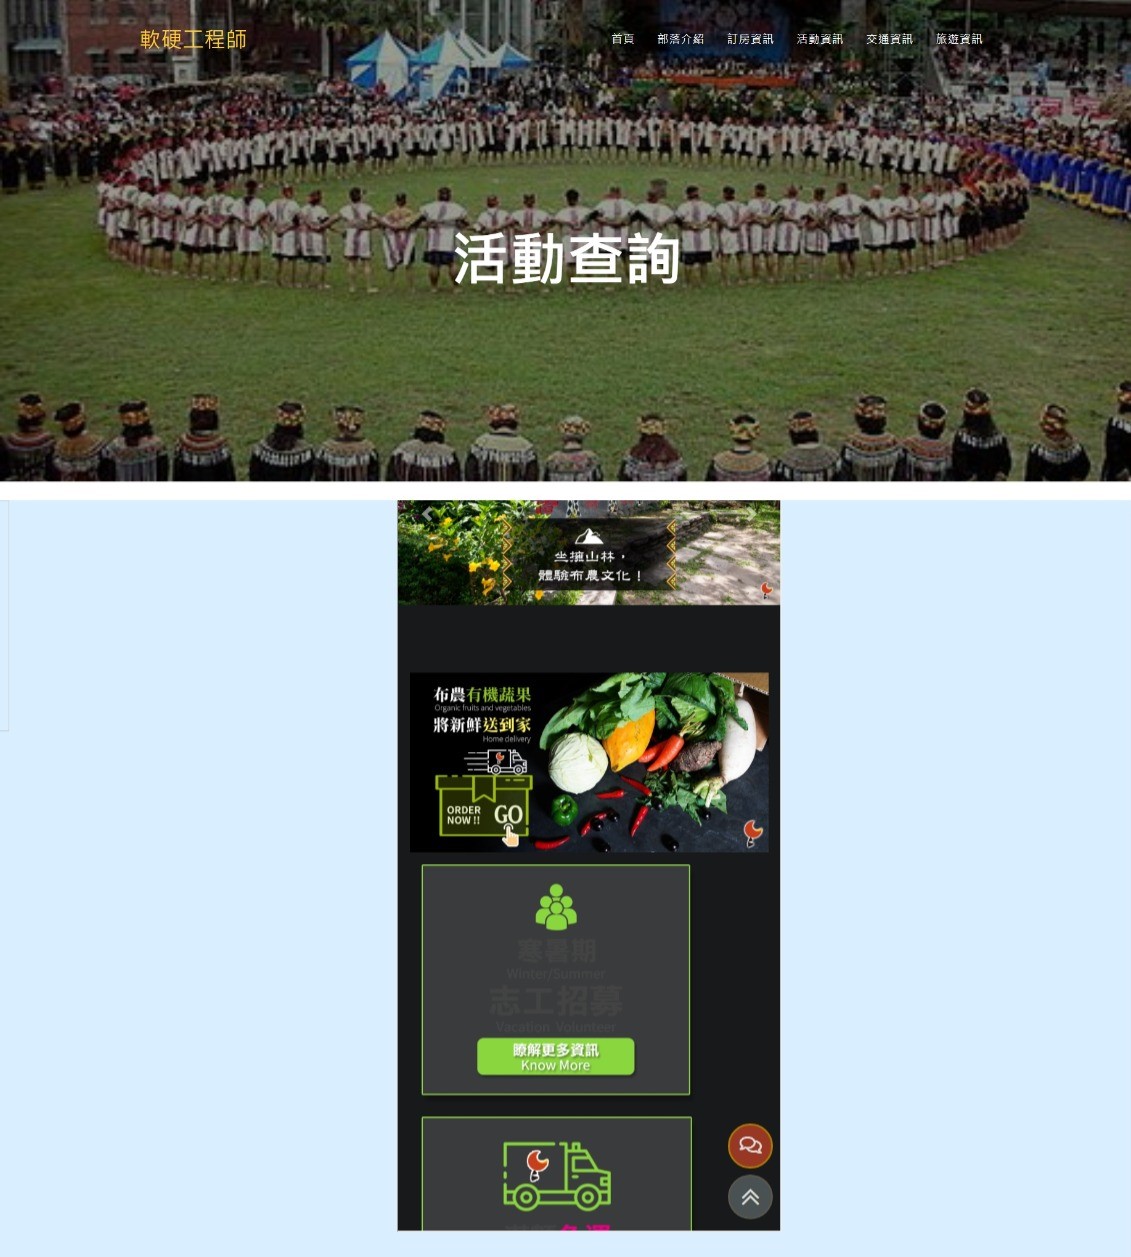 軟硬工程師
首頁 部落介紹 訂房資訊 活動資訊 交通資訊 旅遊資訊
活動查詢
坐擁山林，
體驗布農文化！
布農有機蔬果
Organic fruits and vegetables
將新鮮送到家
Home delivery
ORDER
NOW !!
GO
寒暑期
Winter/Summer
志工招募
Vacation Volunteer
瞭解更多資訊
Know More
免運